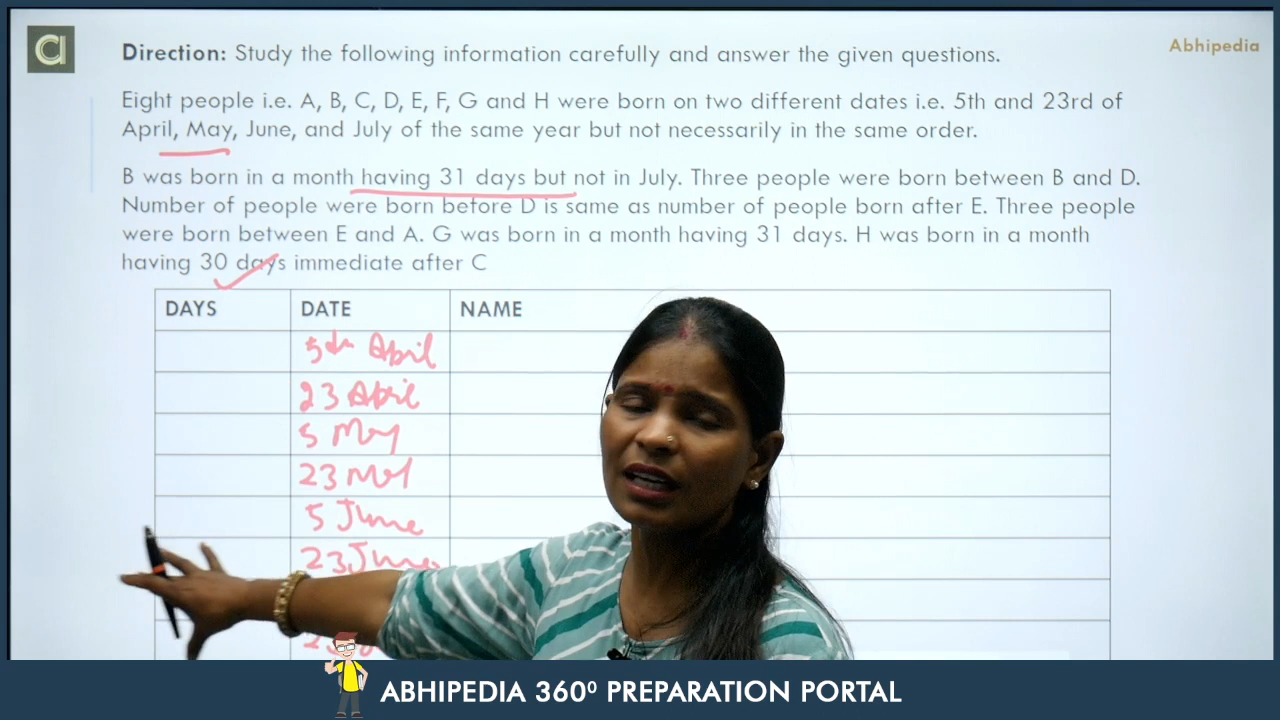 Abhipedia
Direction: Study the following information carefully and answer the given questions.
Eight people i.e. A, B, C, D, E, F, G and H were born on two different dates i.e. 5th and 23rd of
April, May, June, and July of the same year but not necessarily in the same order.
B was born in a month having 31 days but not in July. Three people were born between B and D.
Number of people were born before D is same as number of people born after E. Three people
were born between E and A. G was born in a month having 31 days. H was born in a month
having 30 days immediate after C
DAYS DATE NAME
5th April
23 April
5 May
23 May
5 June
23 June
ABHIPEDIA 360⁰ PREPARATION PORTAL